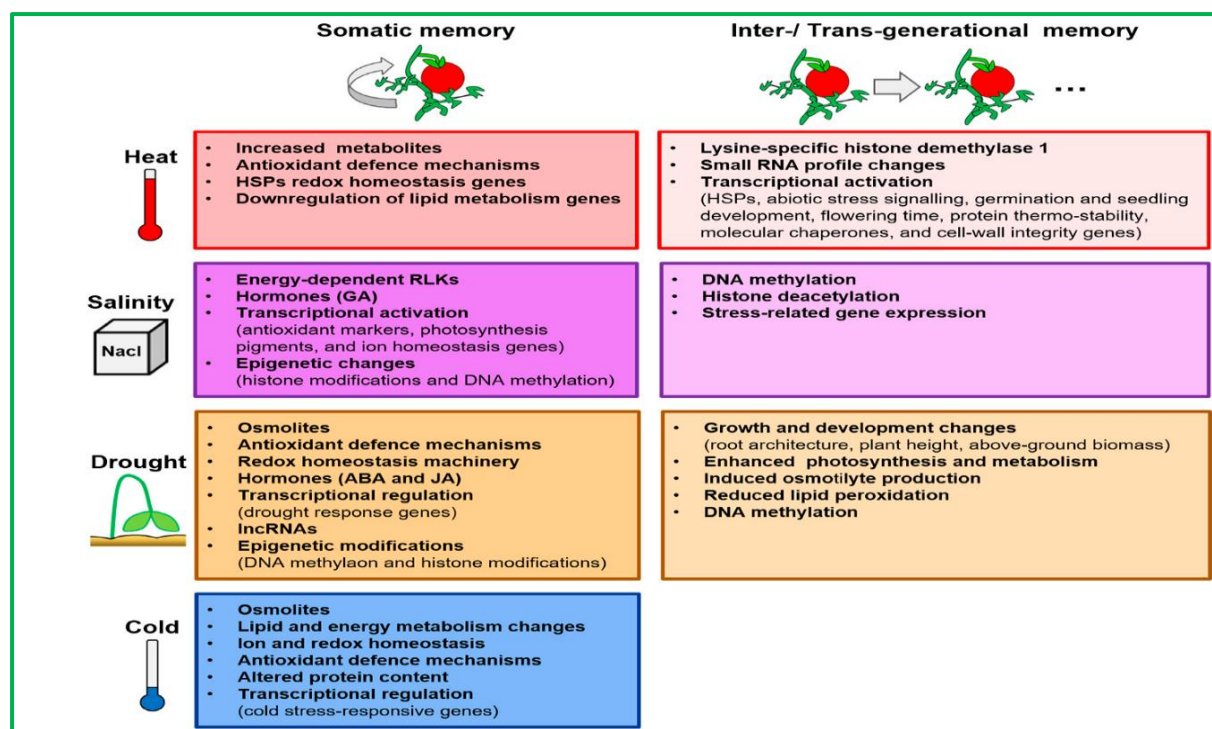 Somatic memory
Inter-/ Trans-generational memory
...
Heat
• Increased metabolites
• Antioxidant defence mechanisms
• HSPs redox homeostasis genes
• Downregulation of lipid metabolism genes
• Lysine-specific histone demethylase 1
• Small RNA profile changes
• Transcriptional activation
(HSPs, abiotic stress signalling, germination and seedling
development, flowering time, protein thermo-stability,
molecular chaperones, and cell-wall integrity genes)
Salinity
NacI
• Energy-dependent RLKs
• Hormones (GA)
• Transcriptional activation
(antioxidant markers, photosynthesis
pigments, and ion homeostasis genes)
• Epigenetic changes
(histone modifications and DNA methylation)
• DNA methylation
• Histone deacetylation
• Stress-related gene expression
Drought
• Osmolites
• Antioxidant defence mechanisms
• Redox homeostasis machinery
• Hormones (ABA and JA)
• Transcriptional regulation
(drought response genes)
• lncRNAs
• Epigenetic modifications
(DNA methylaon and histone modifications)
• Growth and development changes
(root architecture, plant height, above-ground biomass)
• Enhanced photosynthesis and metabolism
• Induced osmotilyte production
• Reduced lipid peroxidation
• DNA methylation
Cold
• Osmolites
• Lipid and energy metabolism changes
• Ion and redox homeostasis
• Antioxidant defence mechanisms
• Altered protein content
• Transcriptional regulation
(cold stress-responsive genes)